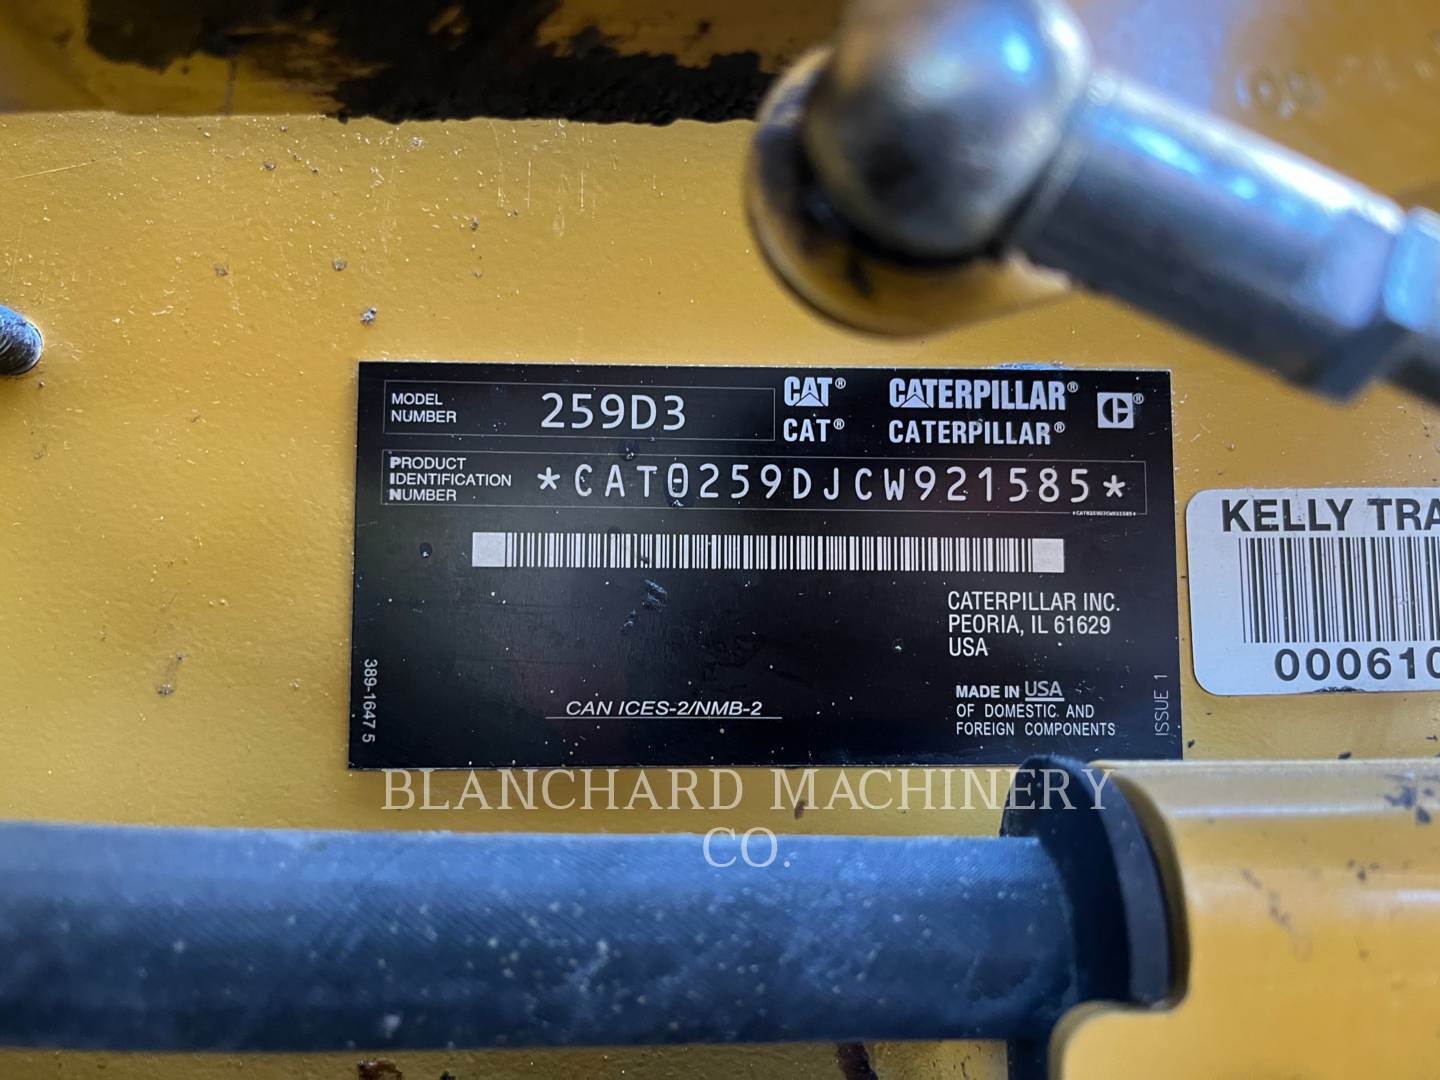 MODEL NUMBER 259D3
CAT® CATERPILLAR® C®
CAT® CATERPILLAR®
PRODUCT IDENTIFICATION NUMBER *CAT0259DJCW921585*
*CAT0259DJCW921585*
CATERPILLAR INC.
PEORIA, IL 61629
USA
MADE IN USA
OF DOMESTIC AND
FOREIGN COMPONENTS
CAN ICES-2/NMB-2
389-1647 5
ISSUE 1
KELLY TRA
000610
BLANCHARD MACHINERY
CO.